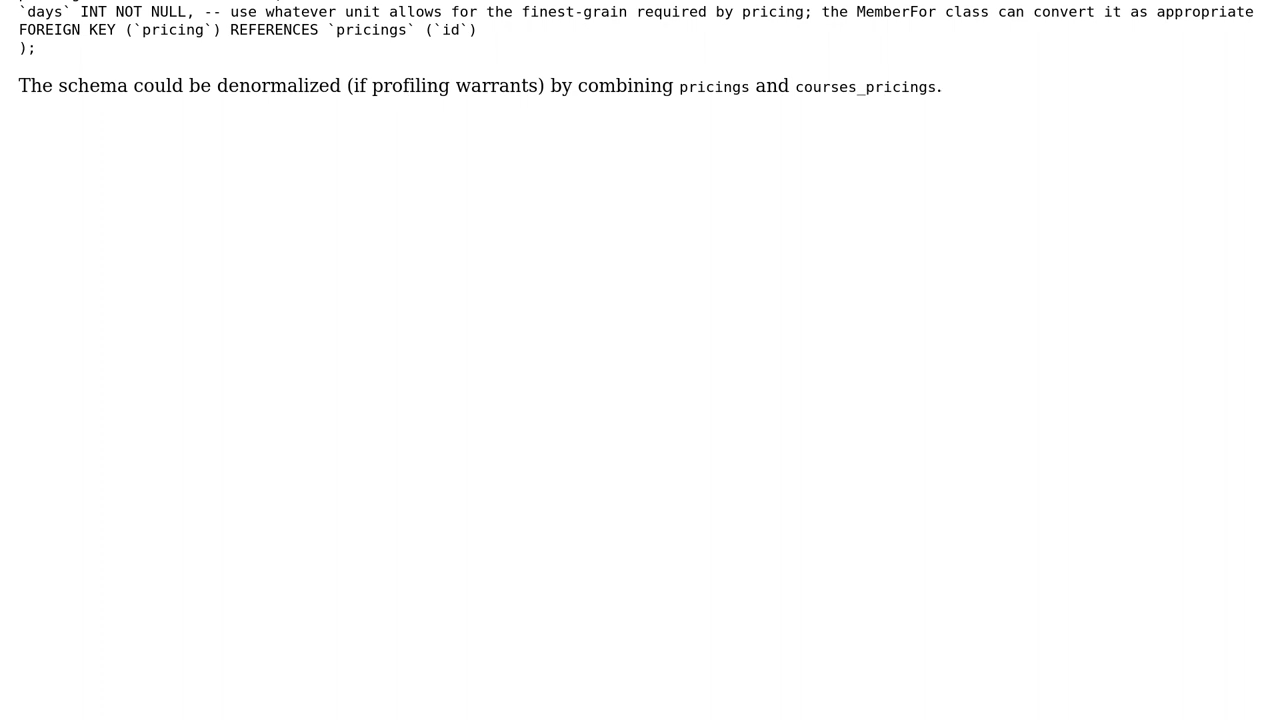 `days` INT NOT NULL, -- use whatever unit allows for the finest-grain required by pricing; the MemberFor class can convert it as appropriate
FOREIGN KEY (`pricing`) REFERENCES `pricings` (`id`)
);
The schema could be denormalized (if profiling warrants) by combining pricings and courses_pricings.